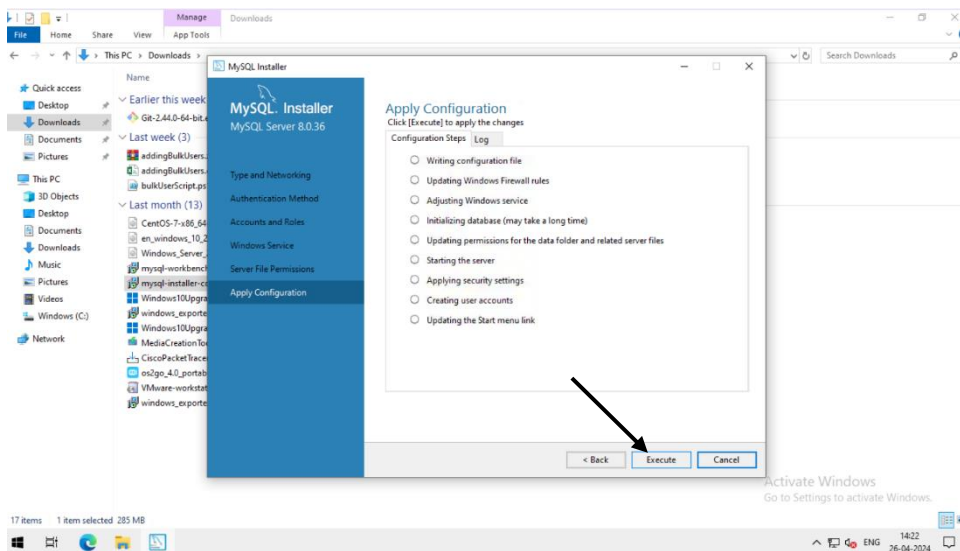 Manage
Downloads
File Home Share View App Tools
This PC > Downloads >
Search Downloads
Quick access
Desktop
Downloads
Documents
Pictures
This PC
3D Objects
Desktop
Documents
Downloads
Music
Pictures
Videos
Windows (C:)
Network
Name
Earlier this week
Git-2.44.0-64-bit.e
Last week (3)
addingBulkUsers.
addingBulkUsers.
bulkUserScript.ps
Last month (13)
CentOS-7-x86_64
en_windows_10_2
Windows_Server_
mysql-workbench
mysql-installer-co
Windows10Upgra
windows_exporte
Windows10Upgra
MediaCreationToo
CiscoPacketTrace
os2go_4.0_portab
VMware-workstat
windows_exporte
MySQL Installer
MySQL. Installer
MySQL Server 8.0.36
Type and Networking
Authentication Method
Accounts and Roles
Windows Service
Server File Permissions
Apply Configuration
Apply Configuration
Click [Execute] to apply the changes
Configuration Steps Log
Writing configuration file
Updating Windows Firewall rules
Adjusting Windows service
Initializing database (may take a long time)
Updating permissions for the data folder and related server files
Starting the server
Applying security settings
Creating user accounts
Updating the Start menu link
< Back Execute Cancel
Activate Windows
Go to Settings to activate Windows.
17 items 1 item selected 285 MB
ENG
14:22
26-04-2024